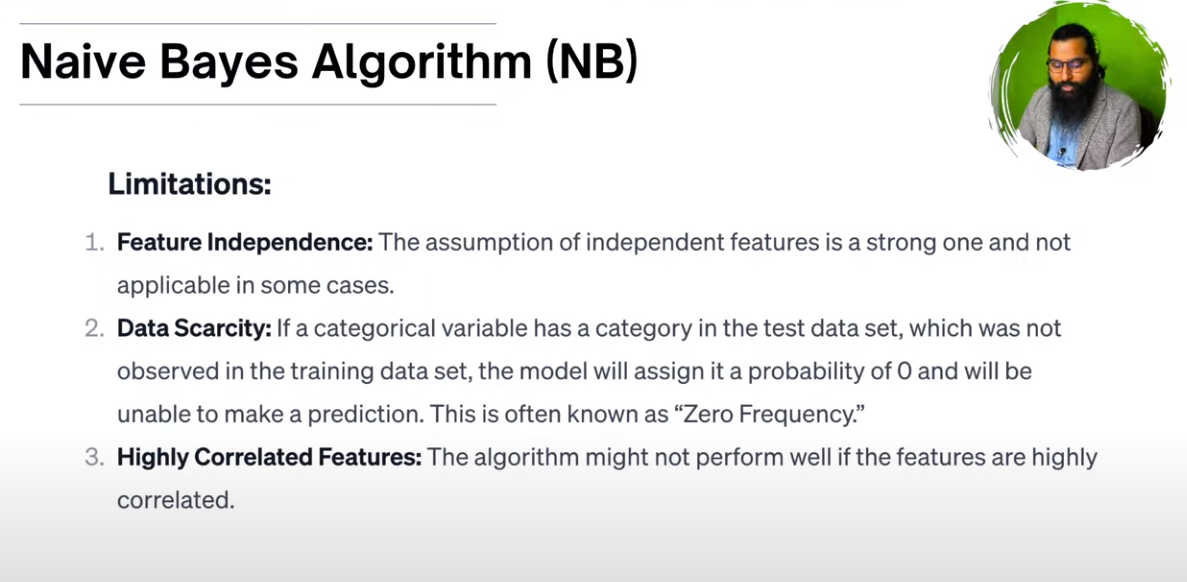 Naive Bayes Algorithm (NB)
Limitations:
1. Feature Independence: The assumption of independent features is a strong one and not
applicable in some cases.
2. Data Scarcity: If a categorical variable has a category in the test data set, which was not
observed in the training data set, the model will assign it a probability of 0 and will be
unable to make a prediction. This is often known as “Zero Frequency.”
3. Highly Correlated Features: The algorithm might not perform well if the features are highly
correlated.